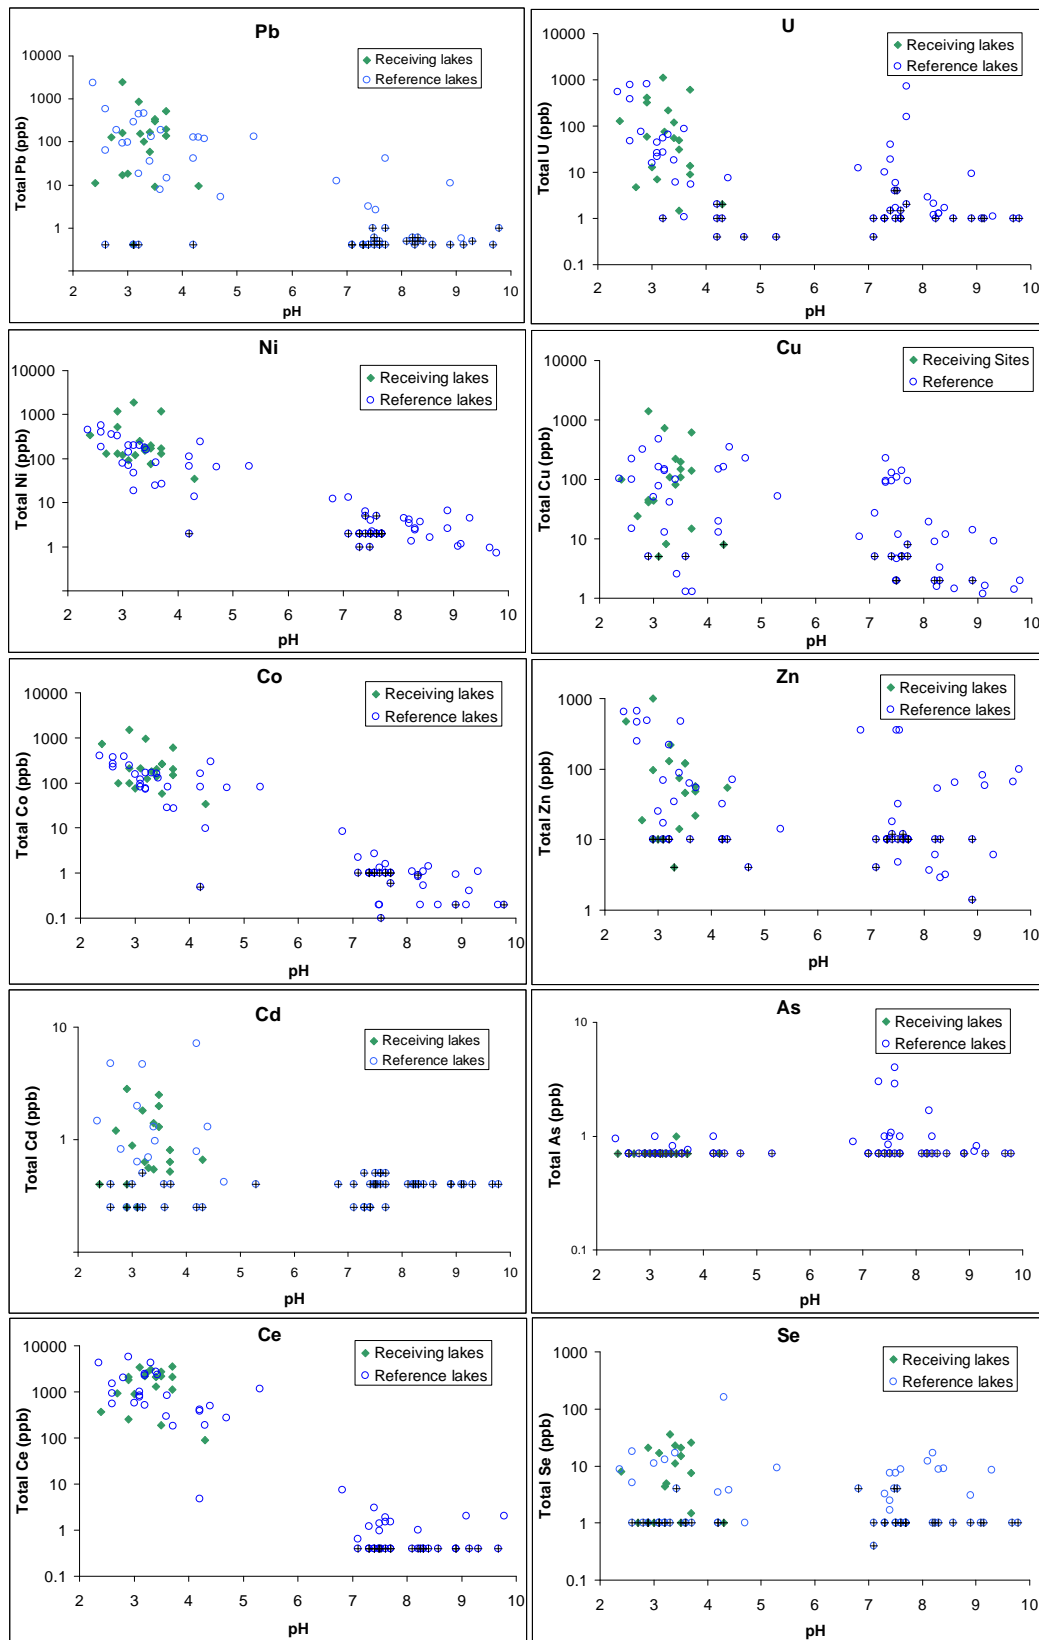 Pb
Receiving lakes
Reference lakes
Total Pb (ppb)
10000
1000
100
10
1
2 3 4 5 6 7 8 9 10
pH
U
Receiving lakes
Reference lakes
Total U (ppb)
10000
1000
100
10
1
0.1
2 3 4 5 6 7 8 9 10
pH
Ni
Receiving lakes
Reference lakes
Total Ni (ppb)
10000
1000
100
10
1
2 3 4 5 6 7 8 9 10
pH
Cu
Receiving Sites
Reference
Total Cu (ppb)
10000
1000
100
10
1
2 3 4 5 6 7 8 9 10
pH
Co
Receiving lakes
Reference lakes
Total Co (ppb)
10000
1000
100
10
1
0.1
2 3 4 5 6 7 8 9 10
pH
Zn
Receiving lakes
Reference lakes
Total Zn (ppb)
1000
100
10
1
2 3 4 5 6 7 8 9 10
pH
Cd
Receiving lakes
Reference lakes
Total Cd (ppb)
10
1
2 3 4 5 6 7 8 9 10
pH
As
Receiving lakes
Reference lakes
Total As (ppb)
10
1
0.1
2 3 4 5 6 7 8 9 10
pH
Ce
Receiving lakes
Reference lakes
Total Ce (ppb)
10000
1000
100
10
1
0.1
2 3 4 5 6 7 8 9 10
pH
Se
Receiving lakes
Reference lakes
Total Se (ppb)
1000
100
10
1
0.1
2 3 4 5 6 7 8 9 10
pH